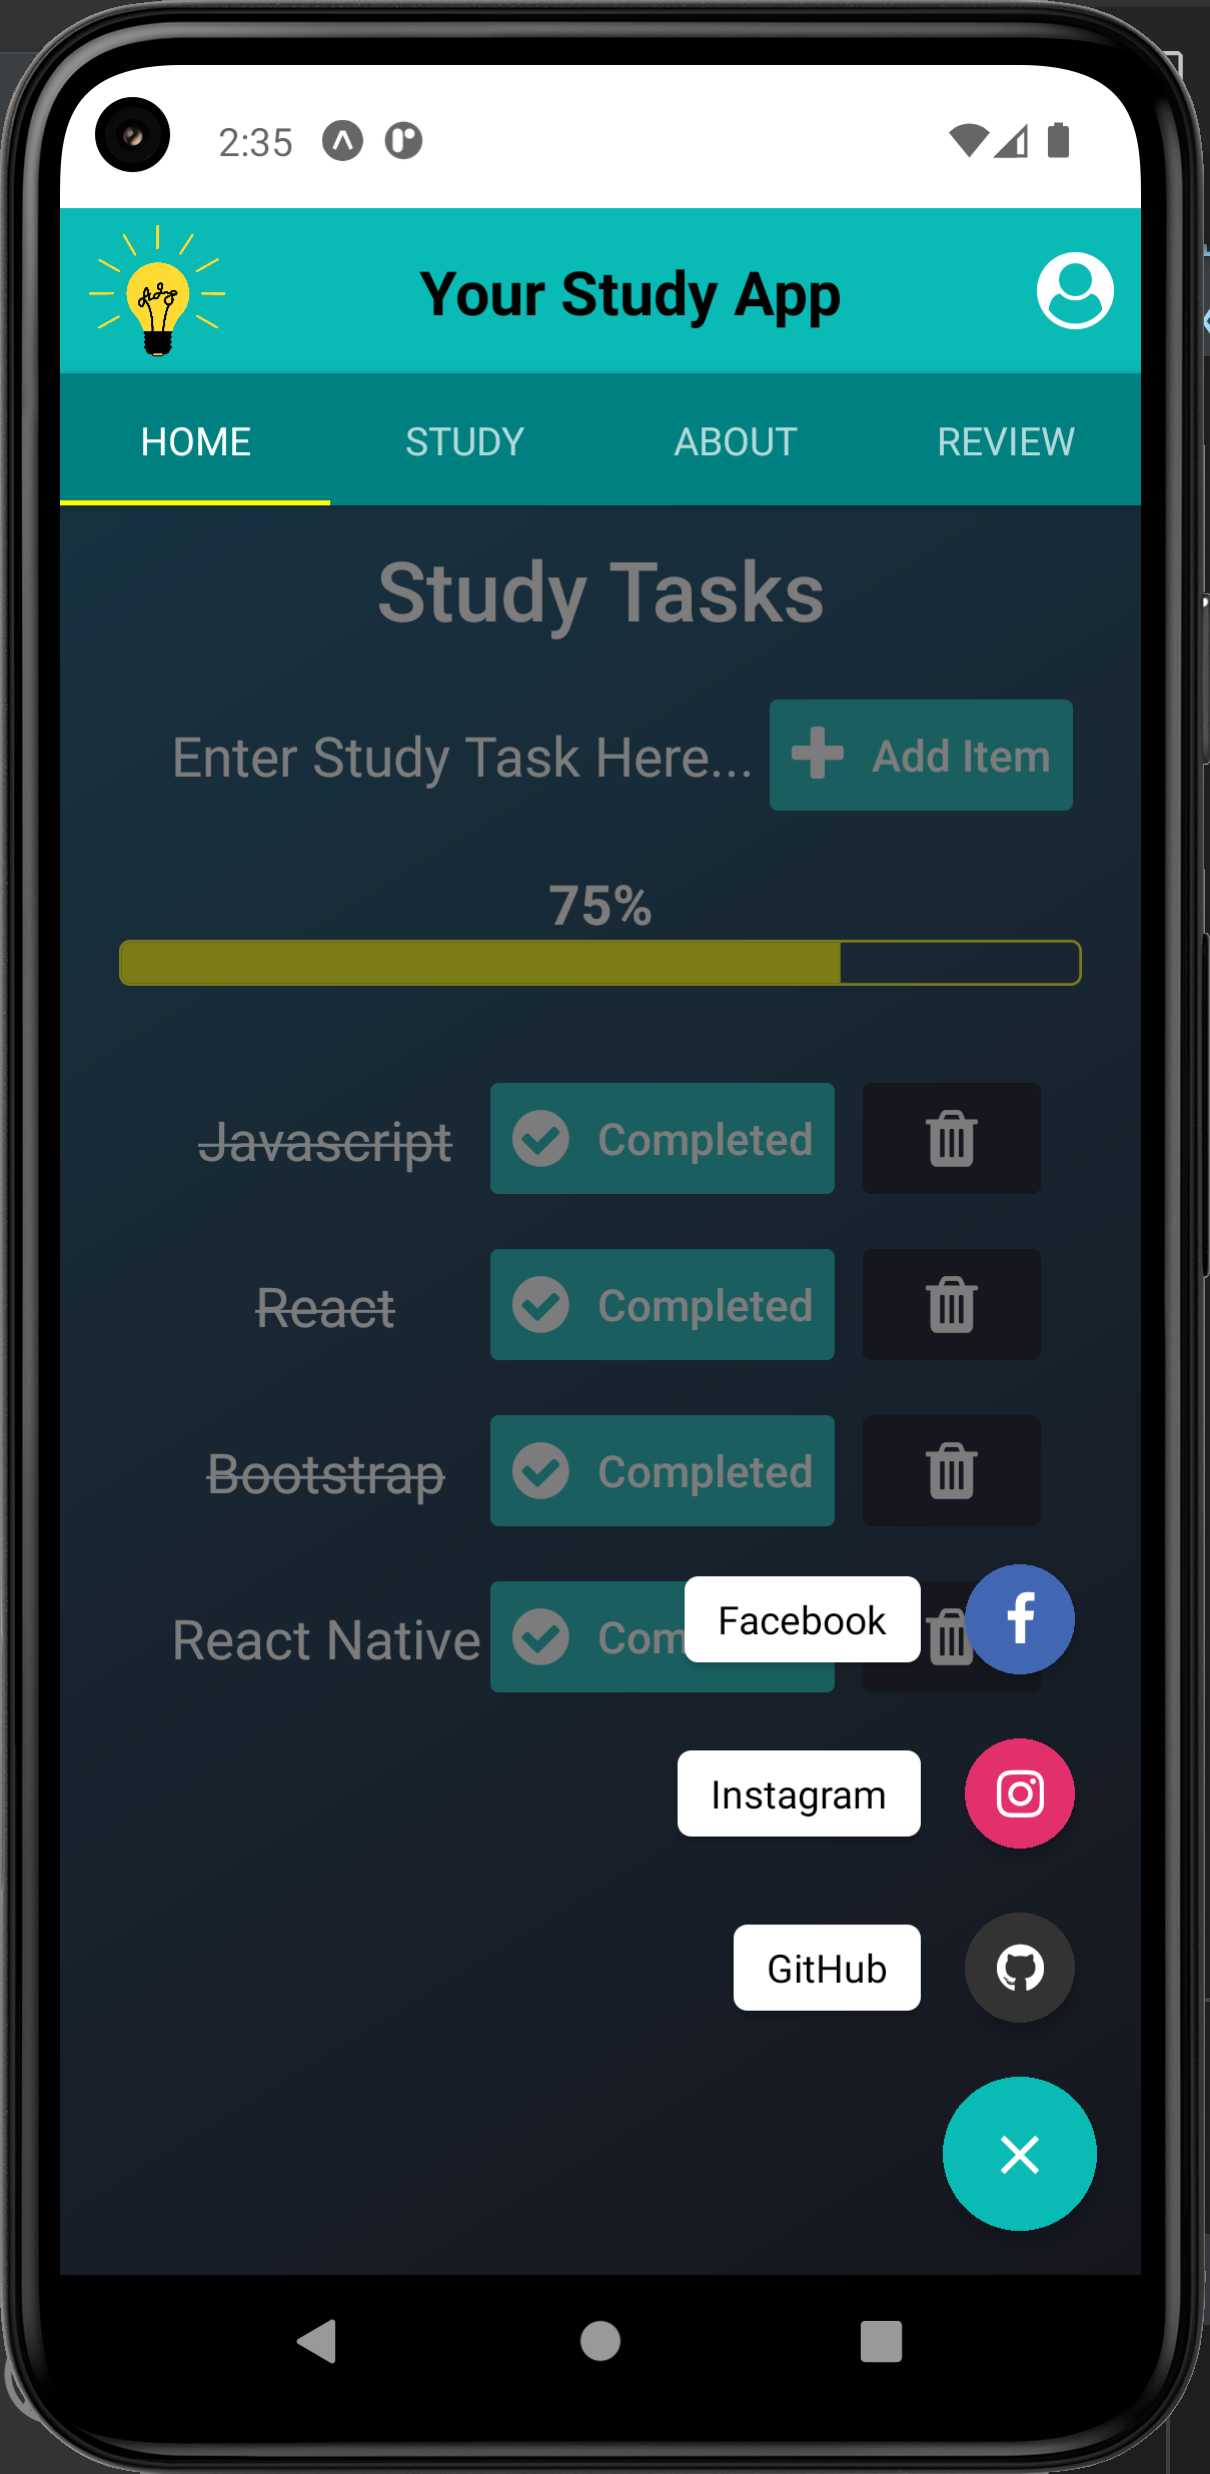 2:35
Your Study App
HOME STUDY ABOUT REVIEW
Study Tasks
Enter Study Task Here... Add Item
75%
Javascript Completed
React Completed
Bootstrap Completed
React Native Com
Facebook
Instagram
GitHub